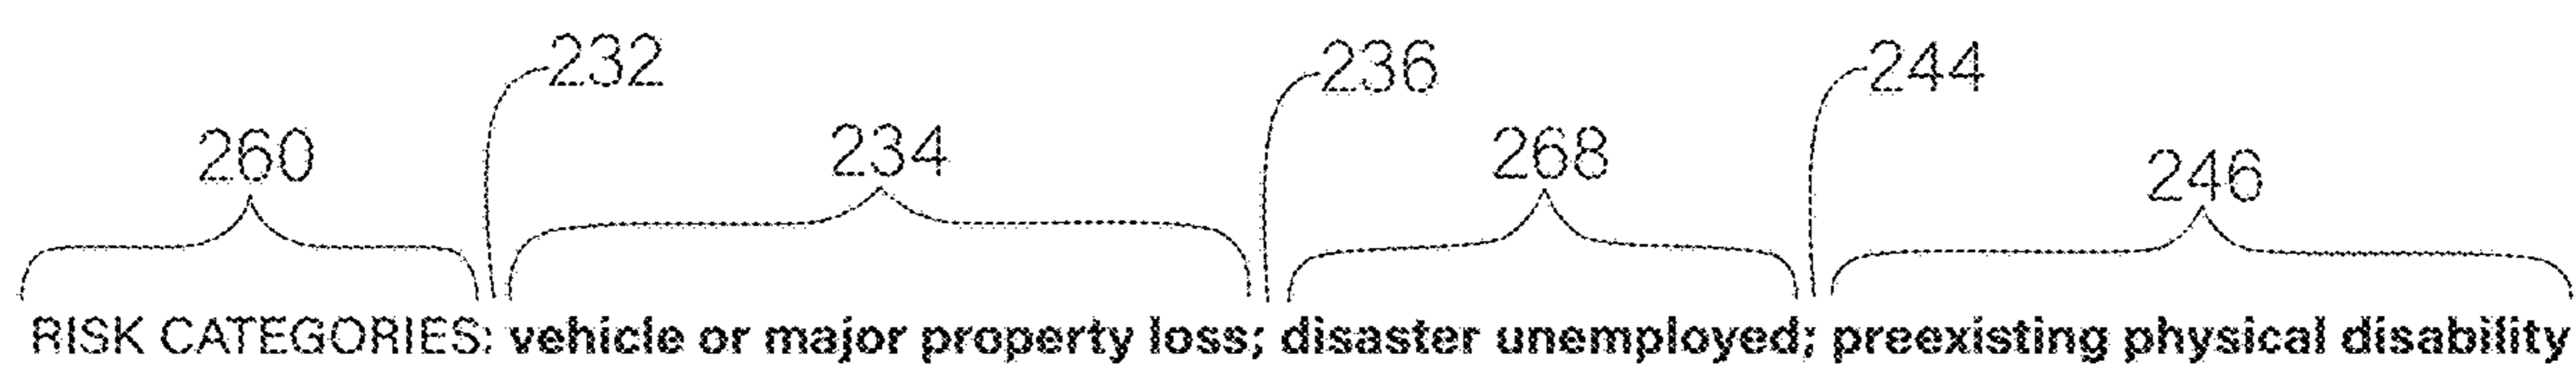 232 236 244
260 234 268 246
RISK CATEGORIES: vehicle or major property loss; disaster unemployed; preexisting physical disability